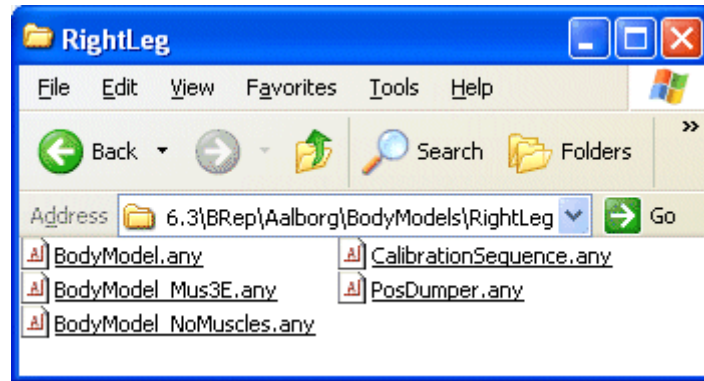 RightLeg
File Edit View Favorites Tools Help
Back Search Folders »
Address 6.3\BRep\Aalborg\BodyModels\RightLeg Go
BodyModel.any CalibrationSequence.any
BodyModel_Mus3E.any PosDumper.any
BodyModel_NoMuscles.any